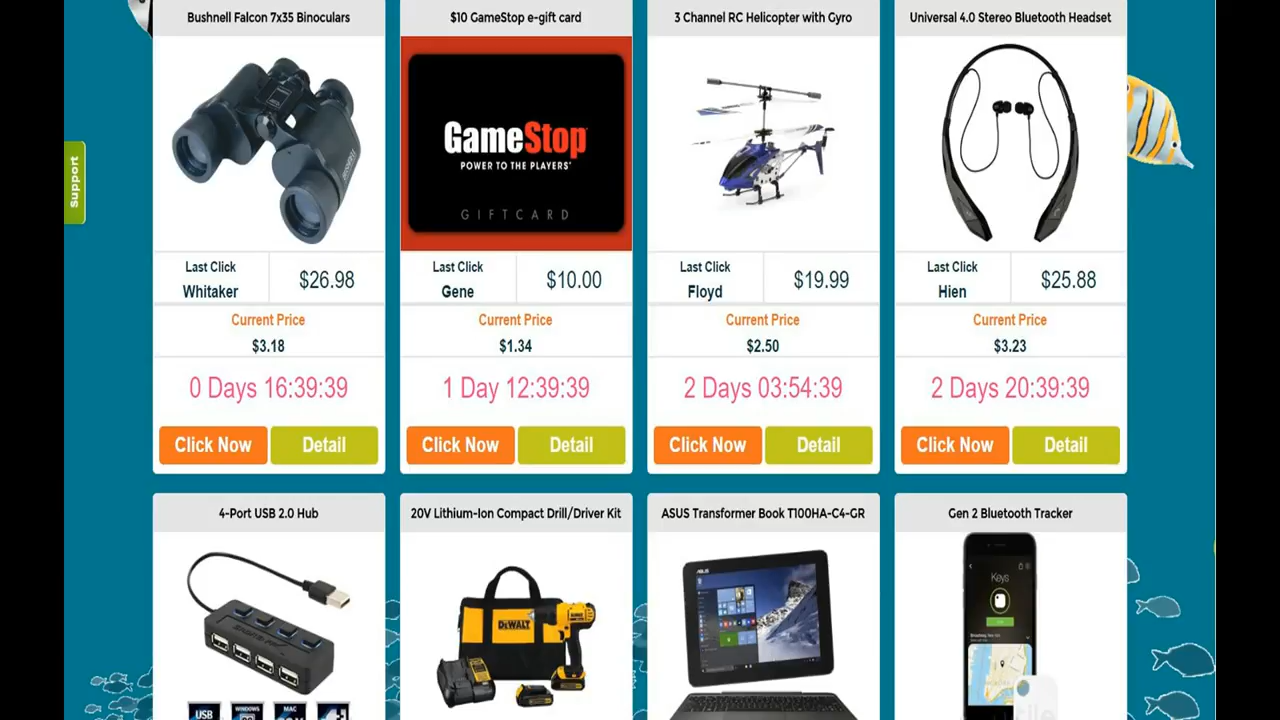 Bushnell Falcon 7x35 Binoculars
$10 GameStop e-gift card
3 Channel RC Helicopter with Gyro
Universal 4.0 Stereo Bluetooth Headset
GameStop
POWER TO THE PLAYERS
GIFTCARD
support
Last Click
Whitaker
$26.98
Last Click
Gene
$10.00
Last Click
Floyd
$19.99
Last Click
Hien
$25.88
Current Price
$3.18
Current Price
$1.34
Current Price
$2.50
Current Price
$3.23
0 Days 16:39:39
1 Day 12:39:39
2 Days 03:54:39
2 Days 20:39:39
Click Now
Detail
Click Now
Detail
Click Now
Detail
Click Now
Detail
4-Port USB 2.0 Hub
20V Lithium-Ion Compact Drill/Driver Kit
ASUS Transformer Book T100HA-C4-GR
Gen 2 Bluetooth Tracker
ASUS
Keys
DEWALT
USB
WINDOWS
MAC